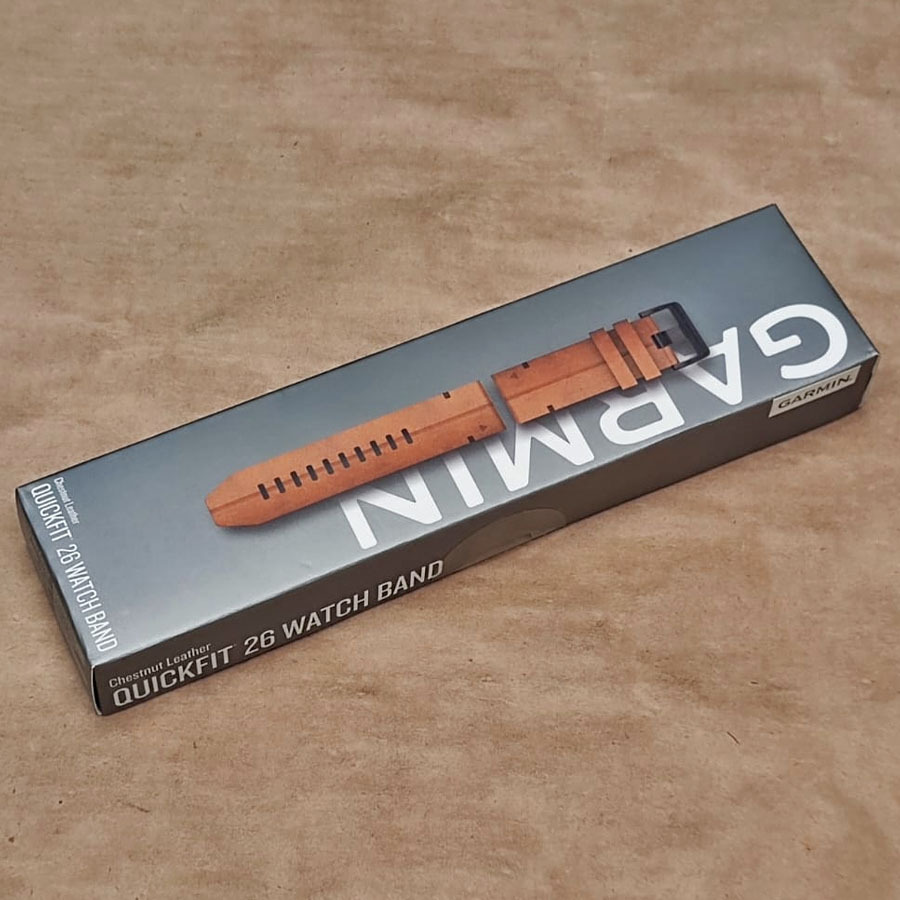 GARMIN
GARMIN
Chestnut Leather
QUICKFIT 26 WATCH BAND
Chestnut Leather
QUICKFIT 26 WATCH BAND